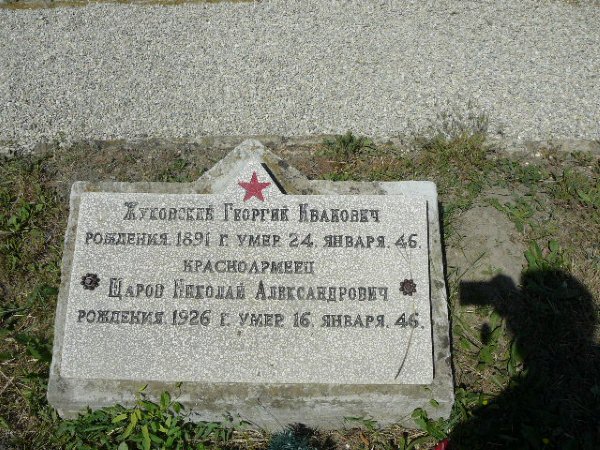 Жуковский Георгий Иванович
рождения. 1891 г. умер. 24. января. 46.
красноармеец
Царов Николай Александрович
рождения. 1926 г. умер. 16. января. 46.